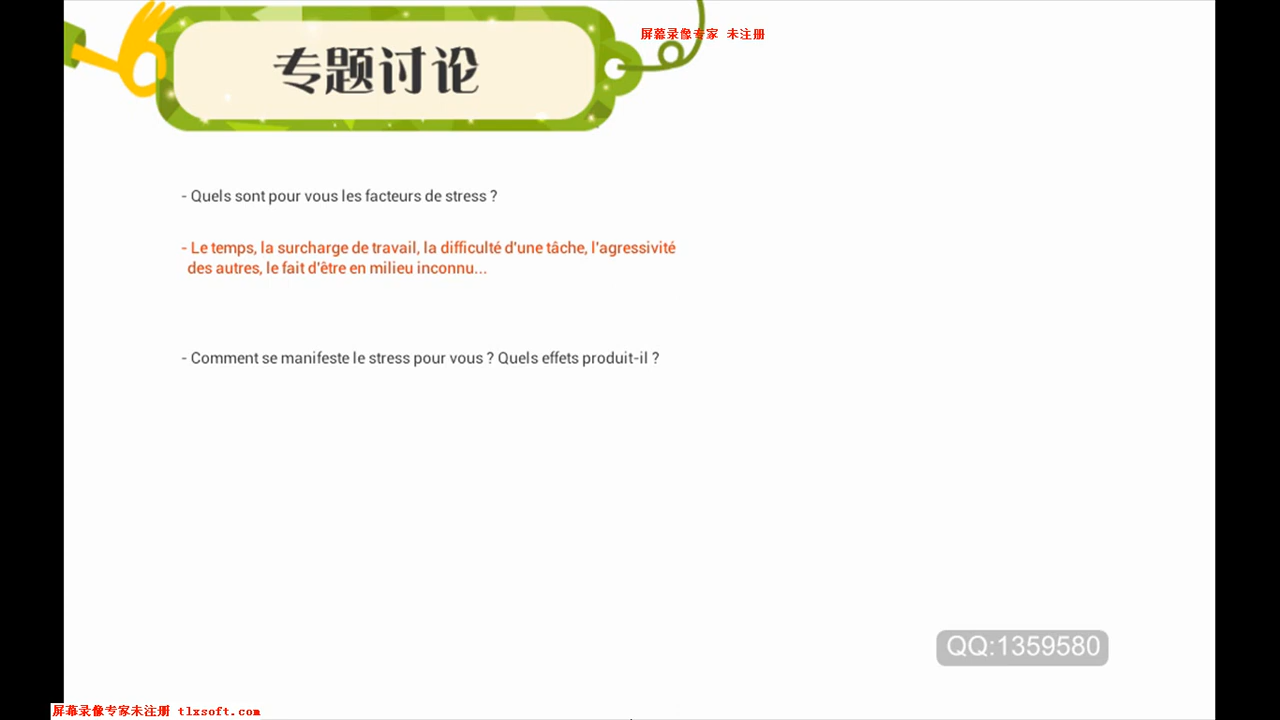 专题讨论
屏幕录像专家 未注册
- Quels sont pour vous les facteurs de stress ?
- Le temps, la surcharge de travail, la difficulté d'une tâche, l'agressivité
des autres, le fait d'être en milieu inconnu...
- Comment se manifeste le stress pour vous ? Quels effets produit-il ?
QQ:1359580
屏幕录像专家未注册 tlxsoft.com